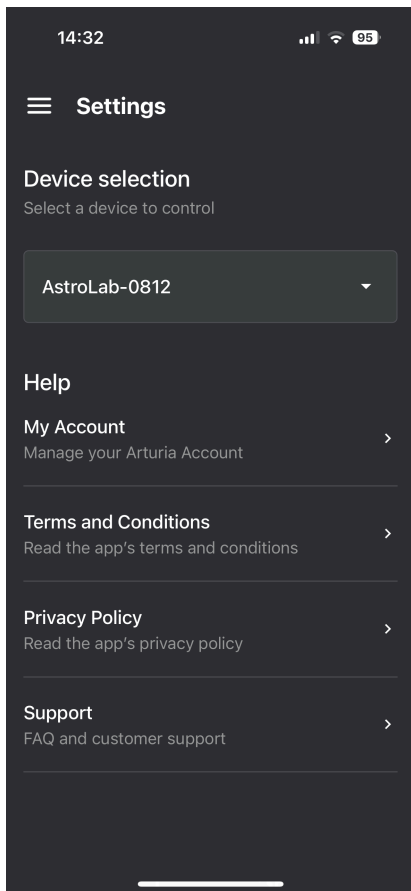 14:32
95
Settings
Device selection
Select a device to control
AstroLab-0812
Help
My Account
Manage your Arturia Account
Terms and Conditions
Read the app's terms and conditions
Privacy Policy
Read the app's privacy policy
Support
FAQ and customer support